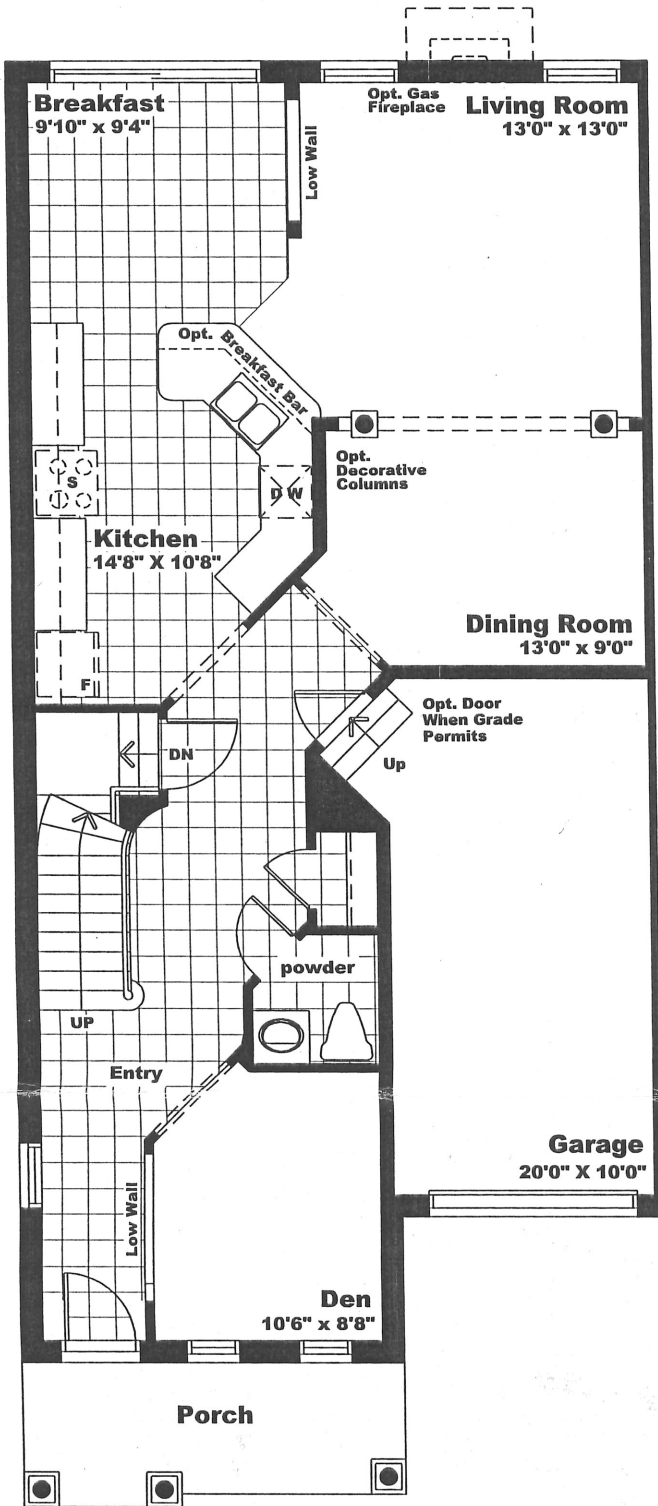 Breakfast
9'10" x 9'4"
Low Wall
Opt. Gas
Fireplace
Living Room
13'0" x 13'0"
Opt. Breakfast Bar
S
D W
Opt.
Decorative
Columns
Kitchen
14'8" X 10'8"
Dining Room
13'0" x 9'0"
F
DN
Opt. Door
When Grade
Permits
Up
powder
UP
Entry
Garage
20'0" X 10'0"
Low Wall
Den
10'6" x 8'8"
Porch